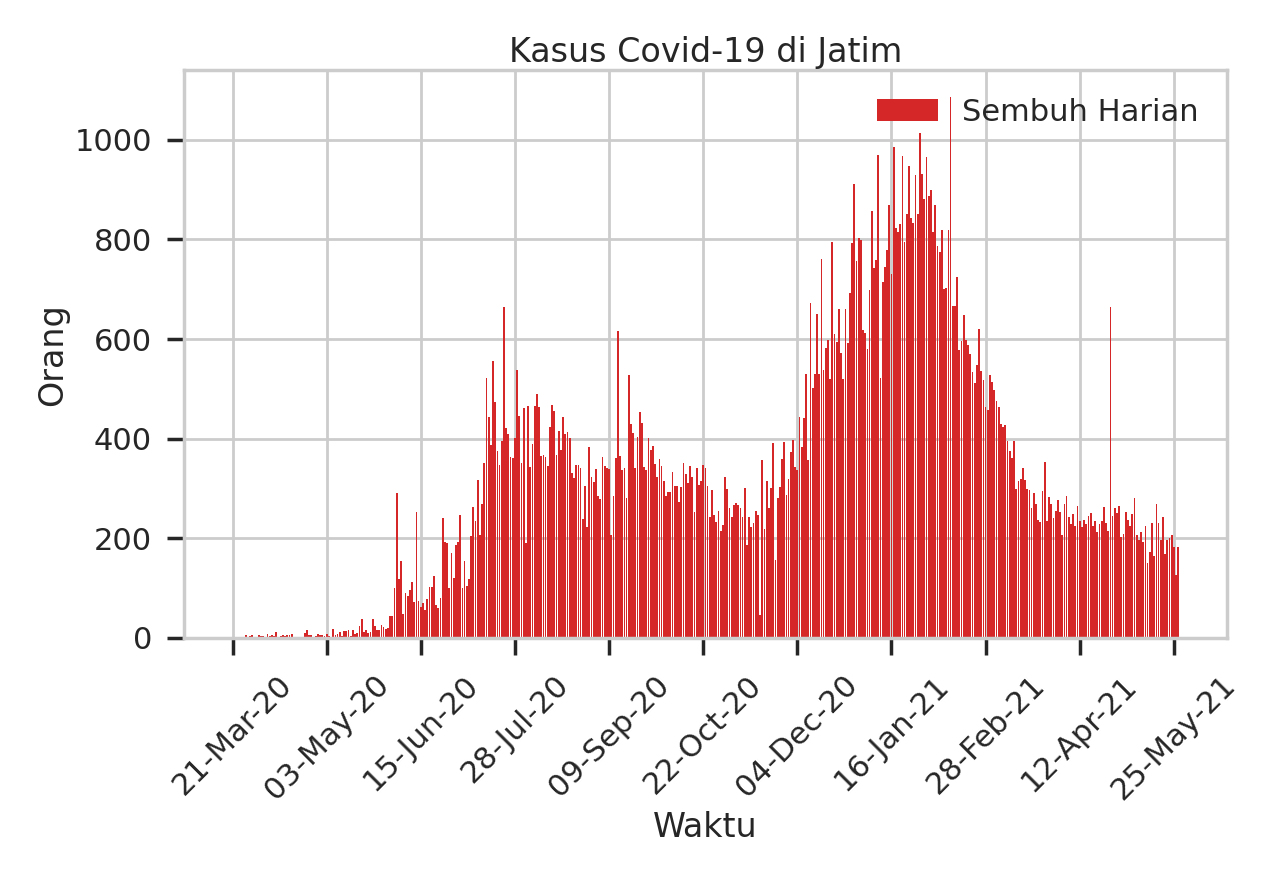 Kasus Covid-19 di Jatim
Sembuh Harian
Orang
1000
800
600
400
200
0
21-Mar-20
03-May-20
15-Jun-20
28-Jul-20
09-Sep-20
22-Oct-20
04-Dec-20
16-Jan-21
28-Feb-21
12-Apr-21
25-May-21
Waktu